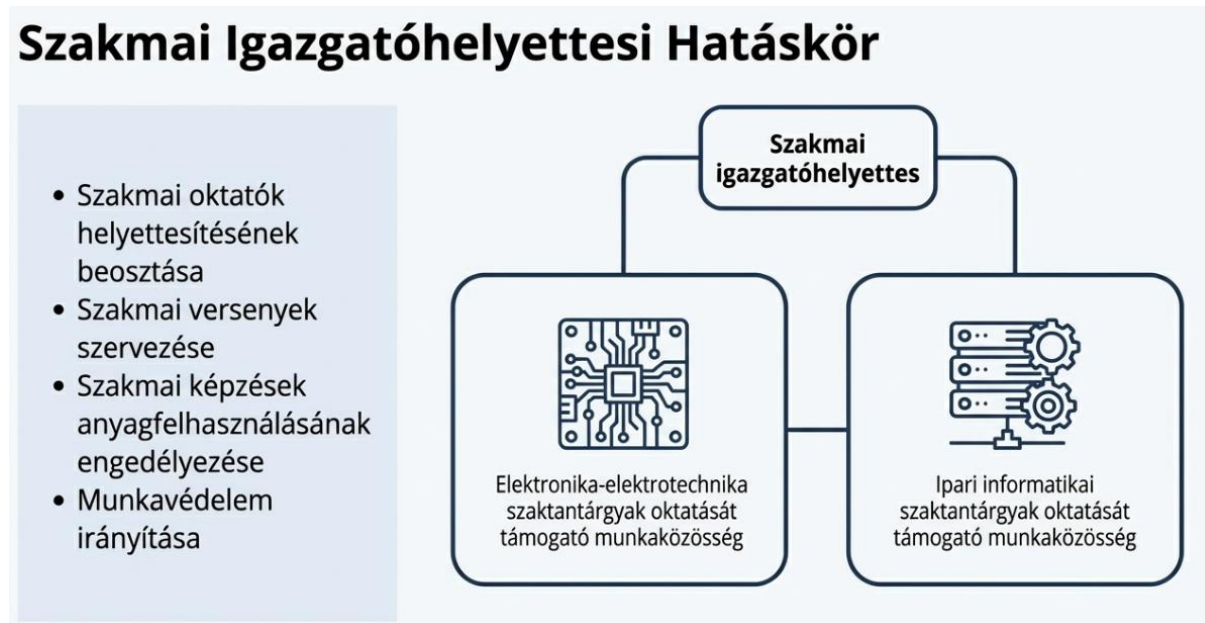 Szakmai Igazgatóhelyettesi Hatáskör
• Szakmai oktatók
helyettesítésének
beosztása
• Szakmai versenyek
szervezése
• Szakmai képzések
anyagfelhasználásának
engedélyezése
• Munkavédelem
irányítása
Szakmai
igazgatóhelyettes
Elektronika-elektrotechnika
szaktantárgyak oktatását
támogató munkaközösség
Ipari informatikai
szaktantárgyak oktatását
támogató munkaközösség